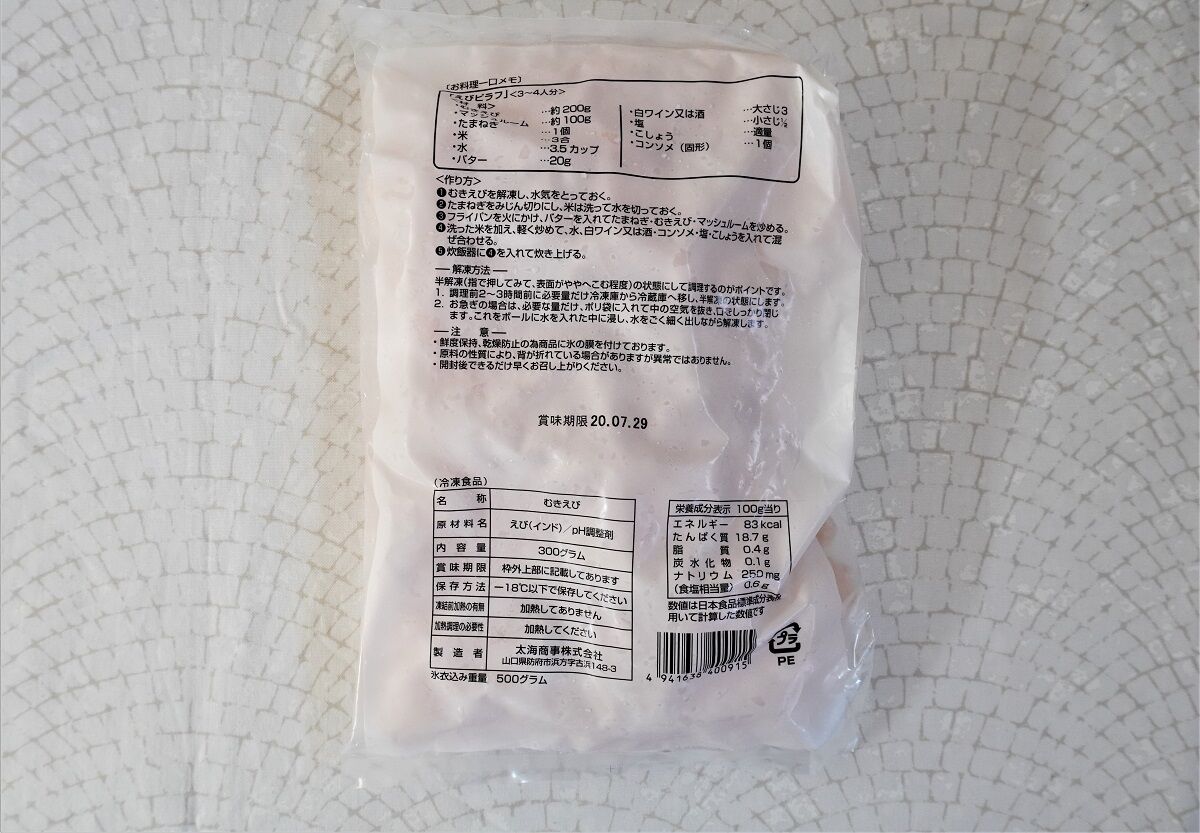 〔お料理一口メモ〕
「えびピラフ」<3〜4人分>
<材 料>
・むきえび …約200g
・マッシュルーム …約100g
・たまねぎ …1個
・米 …3合
・水 …3.5カップ
・バター …20g
・白ワイン又は酒 …大さじ3
・塩 …小さじ½
・こしょう …適量
・コンソメ（固形） …1個
<作り方>
❶むきえびを解凍し、水気をとっておく。
❷たまねぎをみじん切りにし、米は洗って水を切っておく。
❸フライパンを火にかけ、バターを入れてたまねぎ・むきえび・マッシュルームを炒める。
❹洗った米を加え、軽く炒めて、水、白ワイン又は酒・コンソメ・塩・こしょうを入れて混
ぜ合わせる。
❺炊飯器に❹を入れて炊き上げる。
― 解凍方法 ―
半解凍(指で押してみて、表面がややへこむ程度)の状態にして調理するのがポイントです。
1. 調理前2〜3時間前に必要量だけ冷凍庫から冷蔵庫へ移し、半解凍の状態にします。
2. お急ぎの場合は、必要な量だけ、ポリ袋に入れて中の空気を抜き、口をしっかり閉じ
ます。これをボールに水を入れた中に浸し、水をごく細く出しながら解凍します。
― 注 意 ―
・鮮度保持、乾燥防止の為商品に氷の膜を付けております。
・原料の性質により、背が折れている場合がありますが異常ではありません。
・開封後できるだけ早くお召し上がりください。
賞味期限 20.07.29
(冷凍食品)
名 称 むきえび
原材料名 えび(インド)／pH調整剤
内容量 300グラム
賞味期限 枠外上部に記載してあります
保存方法 −18℃以下で保存してください
凍結前加熱の有無 加熱してありません
加熱調理の必要性 加熱してください
製造者 太海商事株式会社
山口県防府市浜方字古浜148-3
氷衣込み重量 500グラム
栄養成分表示 100g当り
エネルギー 83kcal
たんぱく質 18.7g
脂 質 0.4g
炭水化物 0.1g
ナトリウム 250mg
(食塩相当量) 0.6g
数値は日本食品標準成分表を
用いて計算した数値です
4 941636 400915
プラ
PE